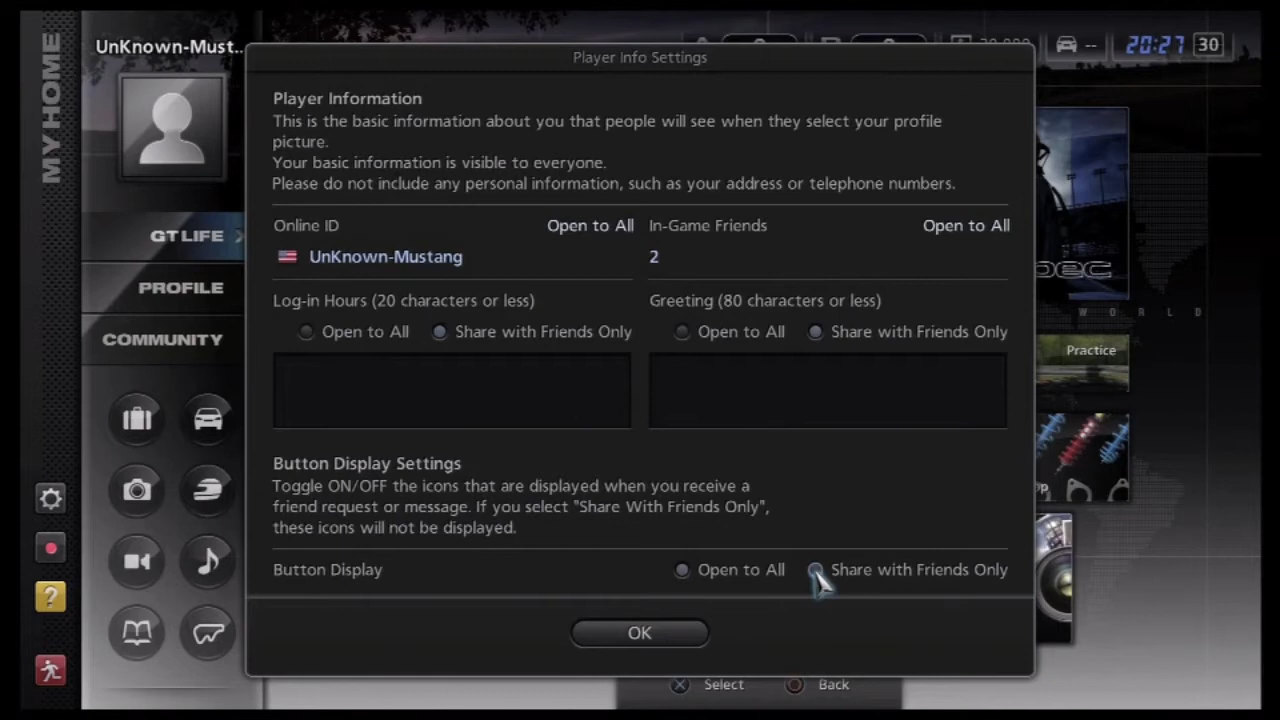 MY HOME
UnKnown-Must..
20:27 30
Player Info Settings
Player Information
This is the basic information about you that people will see when they select your profile
picture.
Your basic information is visible to everyone.
Please do not include any personal information, such as your address or telephone numbers.
Online ID Open to All In-Game Friends Open to All
UnKnown-Mustang 2
Log-in Hours (20 characters or less) Greeting (80 characters or less)
Open to All Share with Friends Only Open to All Share with Friends Only
Button Display Settings
Toggle ON/OFF the icons that are displayed when you receive a
friend request or message. If you select "Share With Friends Only",
these icons will not be displayed.
Button Display Open to All Share with Friends Only
OK
GT LIFE
PROFILE
COMMUNITY
W O R L D
Practice
?
Select Back